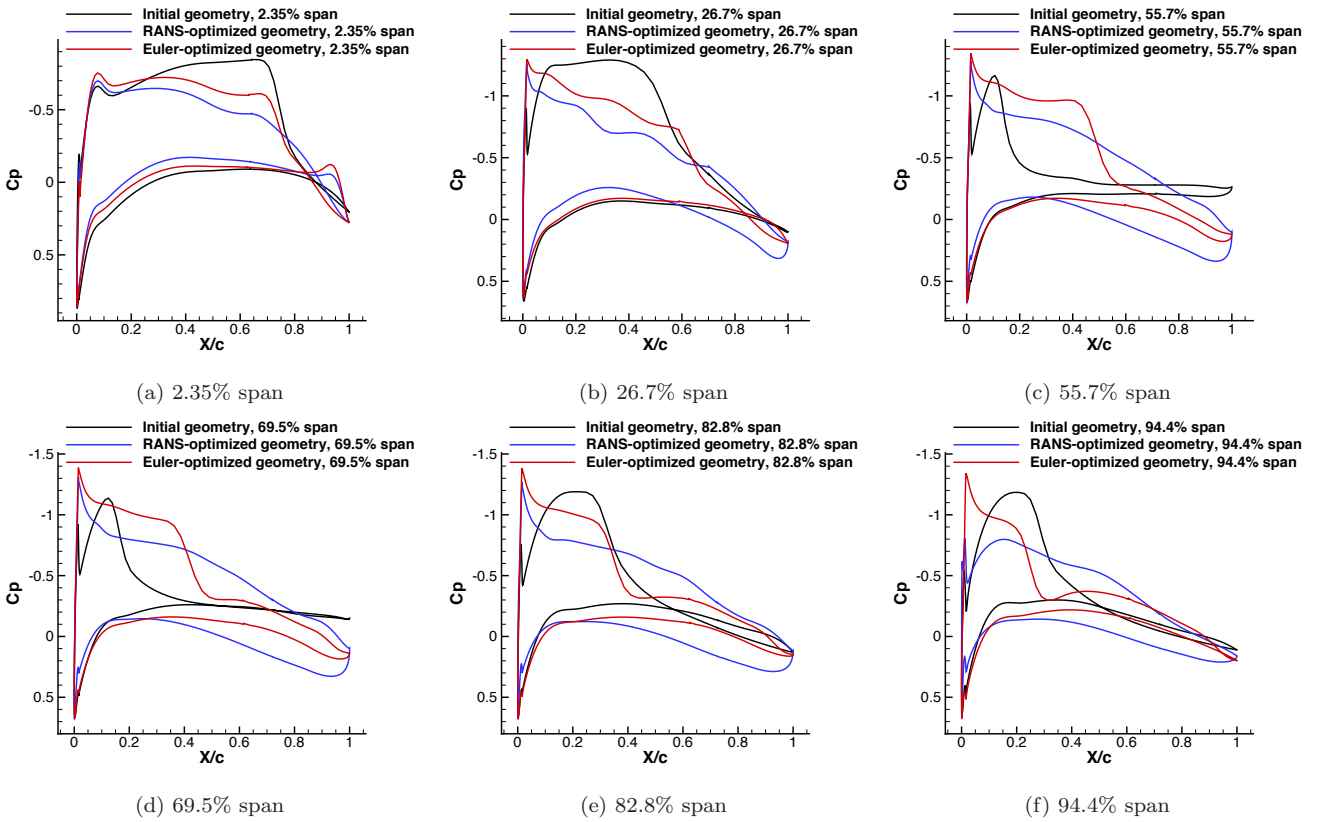 Initial geometry, 2.35% span
RANS-optimized geometry, 2.35% span
Euler-optimized geometry, 2.35% span
-0.5
0
0.5
Cp
0 0.2 0.4 0.6 0.8 1
X/c
(a) 2.35% span
Initial geometry, 26.7% span
RANS-optimized geometry, 26.7% span
Euler-optimized geometry, 26.7% span
-1
-0.5
0
0.5
Cp
0 0.2 0.4 0.6 0.8 1
X/c
(b) 26.7% span
Initial geometry, 55.7% span
RANS-optimized geometry, 55.7% span
Euler-optimized geometry, 55.7% span
-1
-0.5
0
0.5
Cp
0 0.2 0.4 0.6 0.8 1
X/c
(c) 55.7% span
Initial geometry, 69.5% span
RANS-optimized geometry, 69.5% span
Euler-optimized geometry, 69.5% span
-1.5
-1
-0.5
0
0.5
Cp
0 0.2 0.4 0.6 0.8 1
X/c
(d) 69.5% span
Initial geometry, 82.8% span
RANS-optimized geometry, 82.8% span
Euler-optimized geometry, 82.8% span
-1.5
-1
-0.5
0
0.5
Cp
0 0.2 0.4 0.6 0.8 1
X/c
(e) 82.8% span
Initial geometry, 94.4% span
RANS-optimized geometry, 94.4% span
Euler-optimized geometry, 94.4% span
-1.5
-1
-0.5
0
0.5
Cp
0 0.2 0.4 0.6 0.8 1
X/c
(f) 94.4% span